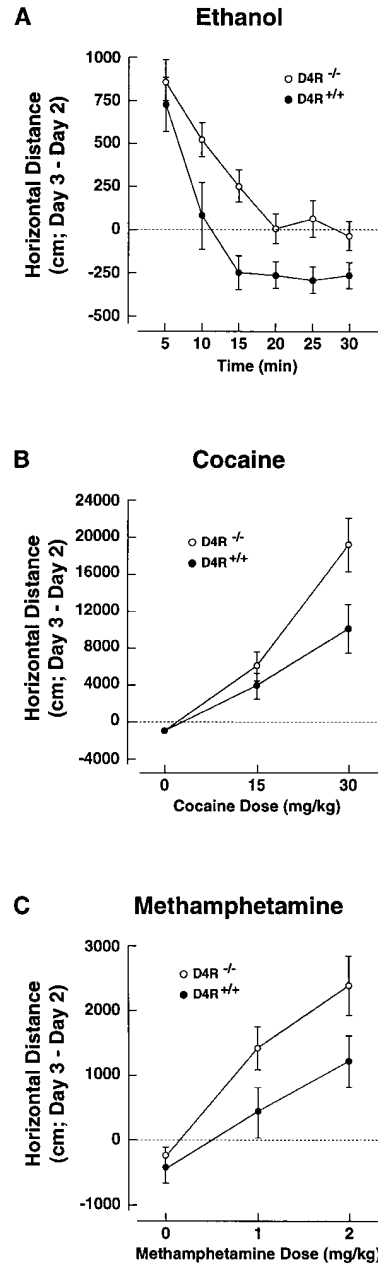 A
Ethanol
Horizontal Distance
(cm; Day 3 - Day 2)
1000
750
500
250
0
-250
-500
D4R -/-
D4R +/+
5 10 15 20 25 30
Time (min)
B
Cocaine
Horizontal Distance
(cm; Day 3 - Day 2)
24000
20000
16000
12000
8000
4000
0
-4000
D4R -/-
D4R +/+
0 15 30
Cocaine Dose (mg/kg)
C
Methamphetamine
Horizontal Distance
(cm; Day 3 - Day 2)
3000
2000
1000
0
-1000
D4R -/-
D4R +/+
0 1 2
Methamphetamine Dose (mg/kg)